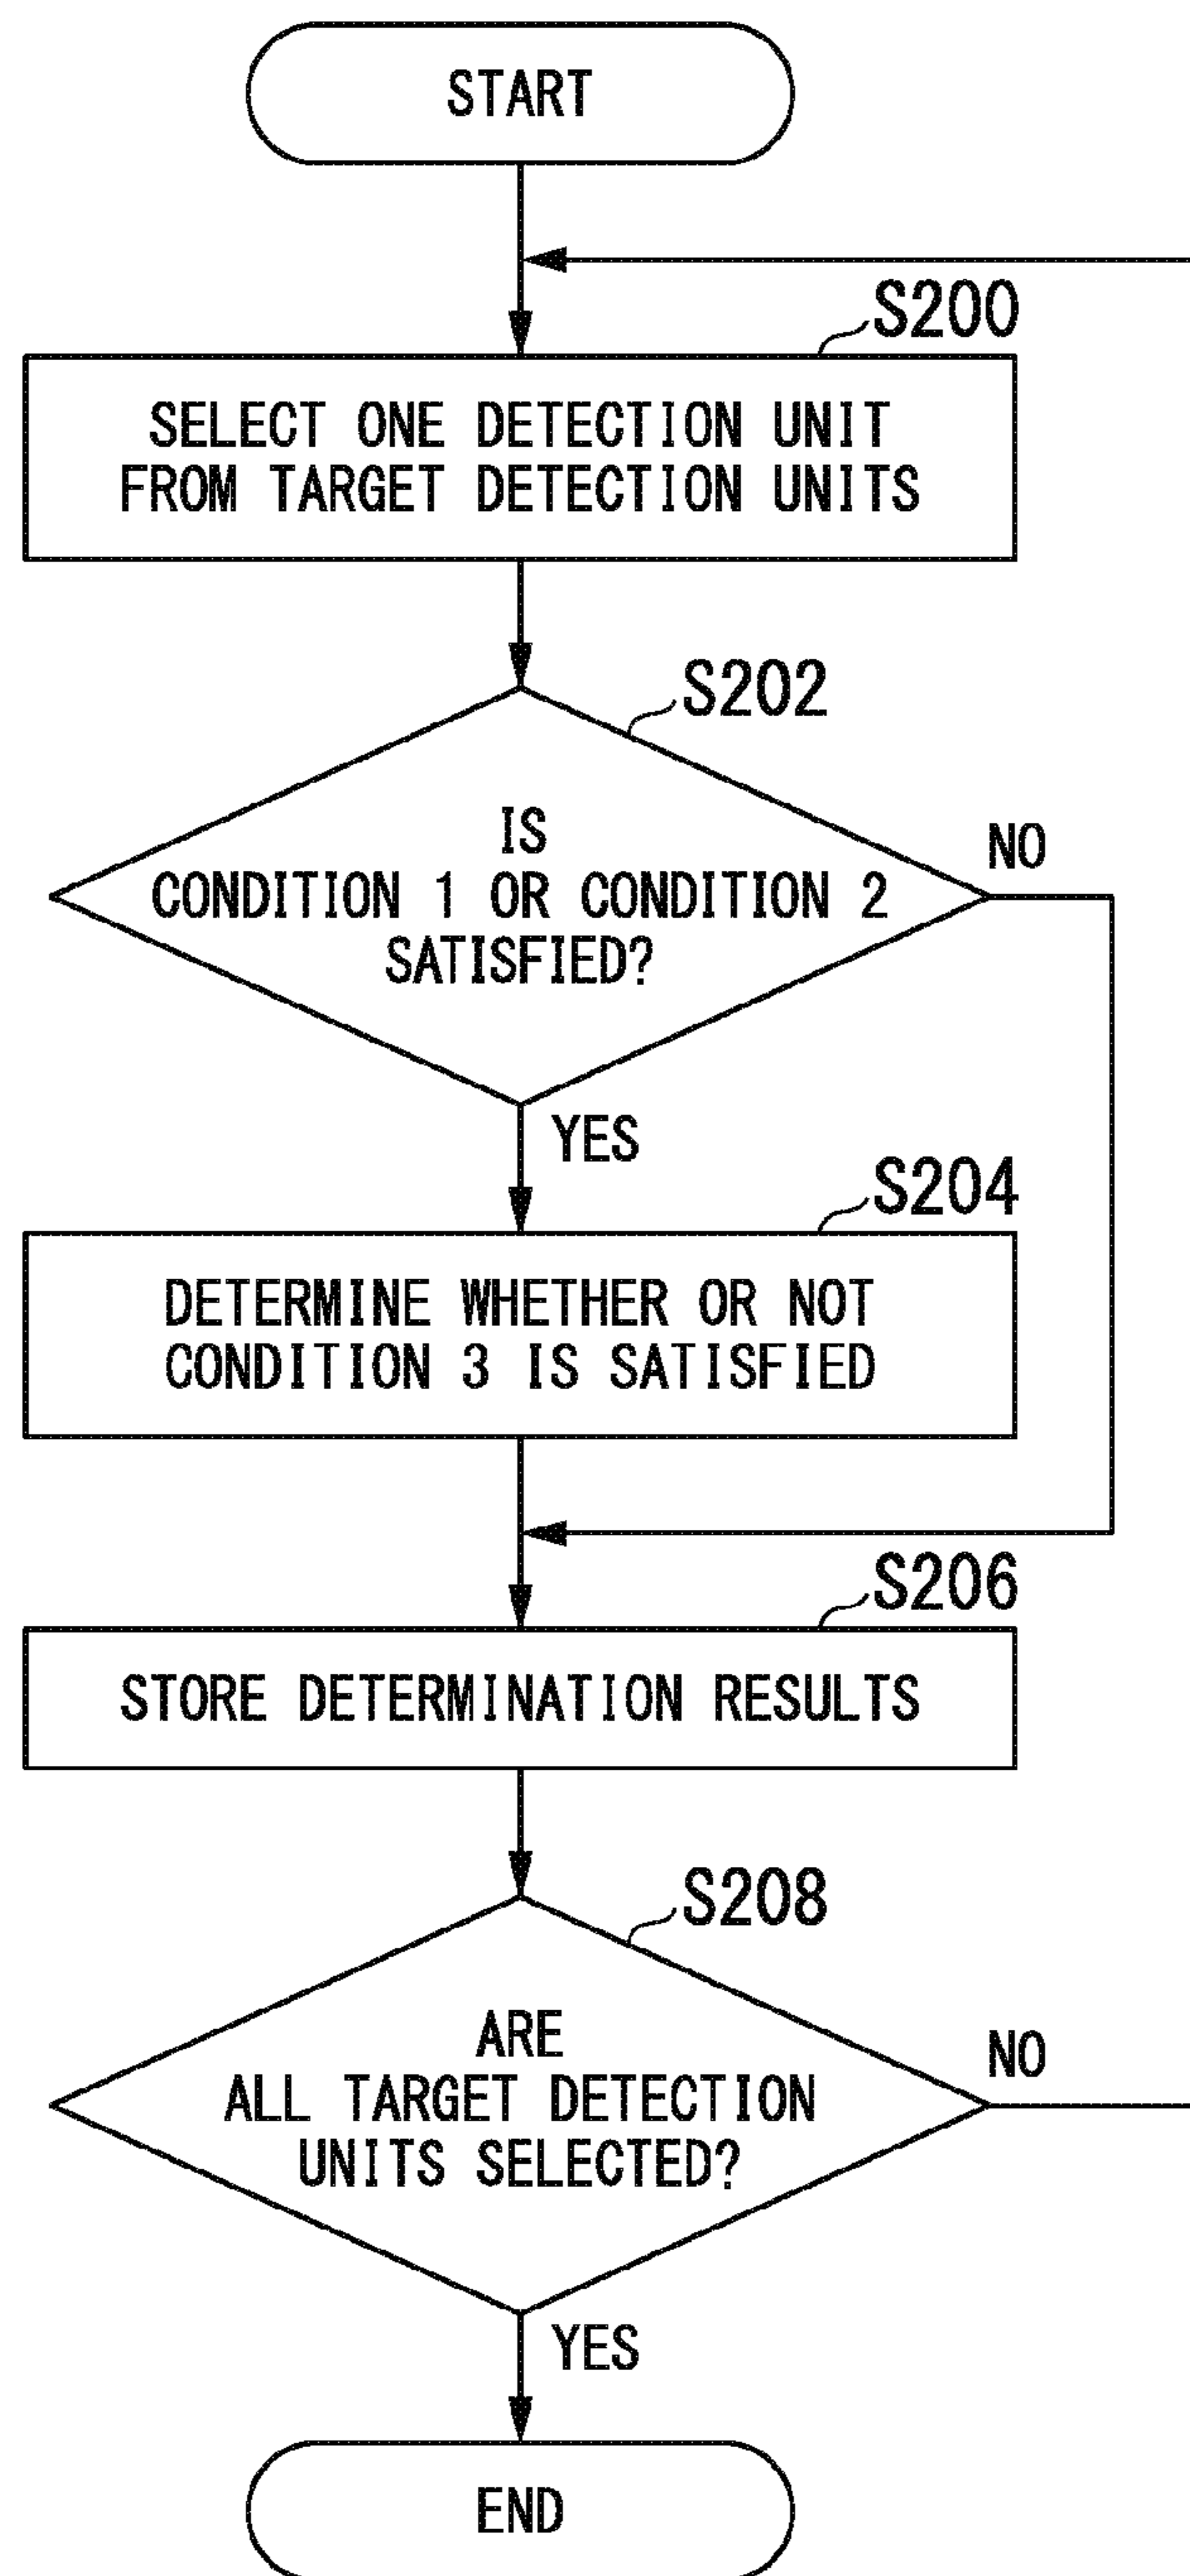 START
S200
SELECT ONE DETECTION UNIT
FROM TARGET DETECTION UNITS
S202
IS
CONDITION 1 OR CONDITION 2
SATISFIED?
NO
YES
S204
DETERMINE WHETHER OR NOT
CONDITION 3 IS SATISFIED
S206
STORE DETERMINATION RESULTS
S208
ARE
ALL TARGET DETECTION
UNITS SELECTED?
NO
YES
END